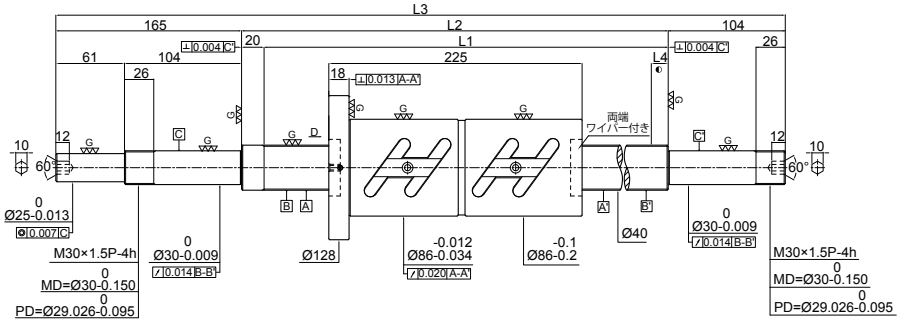 L3
165
L2
104
⊥ 0.004 C'
20
L1
⊥ 0.004 C'
26
61
104
225
L4
26
18
⊥ 0.013 A-A'
G
G
両端
ワイパー付き
12
G
C
G
G
D
G
G
C'
G
12
10
60°
60°
10
B
A
A'
B'
0
Ø25-0.013
◎ 0.007 C
0
Ø30-0.009
0.014 B-B'
Ø128
-0.012
Ø86-0.034
0.020 A-A'
-0.1
Ø86-0.2
Ø40
0
Ø30-0.009
0.014 B-B'
M30×1.5P-4h
0
MD=Ø30-0.150
0
PD=Ø29.026-0.095
M30×1.5P-4h
0
MD=Ø30-0.150
0
PD=Ø29.026-0.095